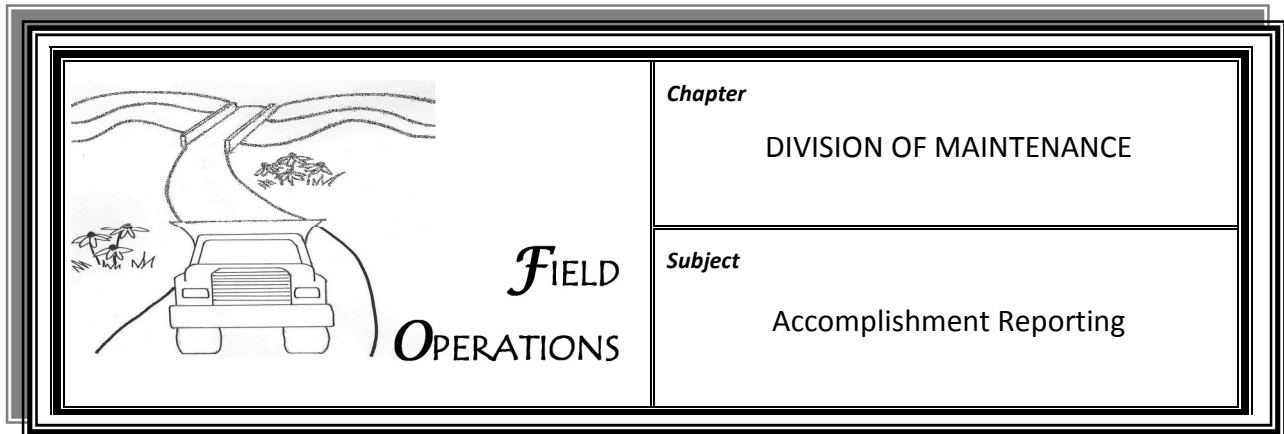 FIELD
OPERATIONS
Chapter
DIVISION OF MAINTENANCE
Subject
Accomplishment Reporting